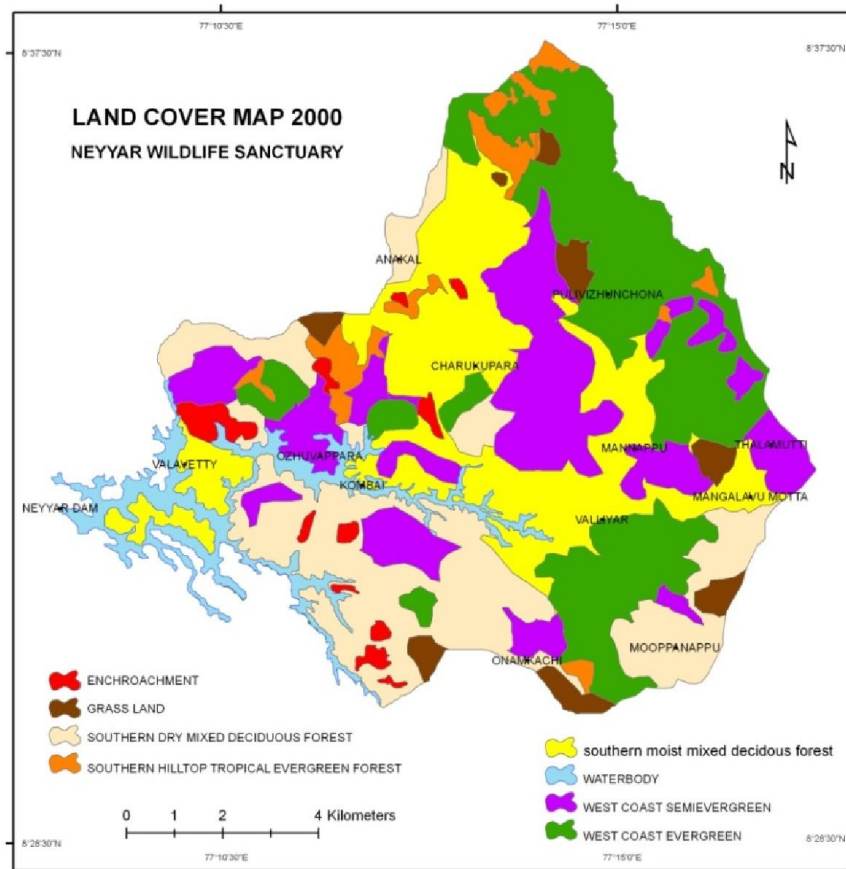 77°10'30"E
77°15'0"E
8°37'30"N
8°37'30"N
LAND COVER MAP 2000
NEYYAR WILDLIFE SANCTUARY
N
ANAKAL
PULIVIZHUNCHONA
CHARUKUPARA
MANNAPPU
THALAMUTTI
OZHUVAPPARA
VALAVETTY
KOMBAI
MANGALAVU MOTTA
NEYYAR DAM
VALLIYAR
MOOPPANAPPU
ONAMKACHI
ENCHROACHMENT
GRASS LAND
SOUTHERN DRY MIXED DECIDUOUS FOREST
SOUTHERN HILLTOP TROPICAL EVERGREEN FOREST
southern moist mixed decidous forest
WATERBODY
WEST COAST SEMIEVERGREEN
WEST COAST EVERGREEN
0 1 2 4 Kilometers
8°28'30"N
8°28'30"N
77°10'30"E
77°15'0"E